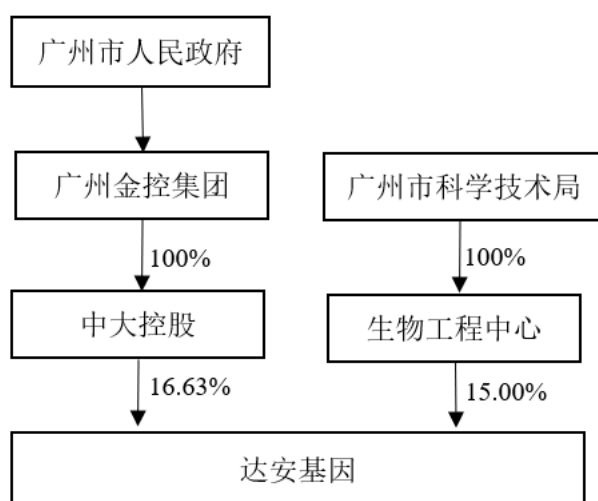 广州市人民政府
广州金控集团
广州市科学技术局
100%
100%
中大控股
生物工程中心
16.63%
15.00%
达安基因